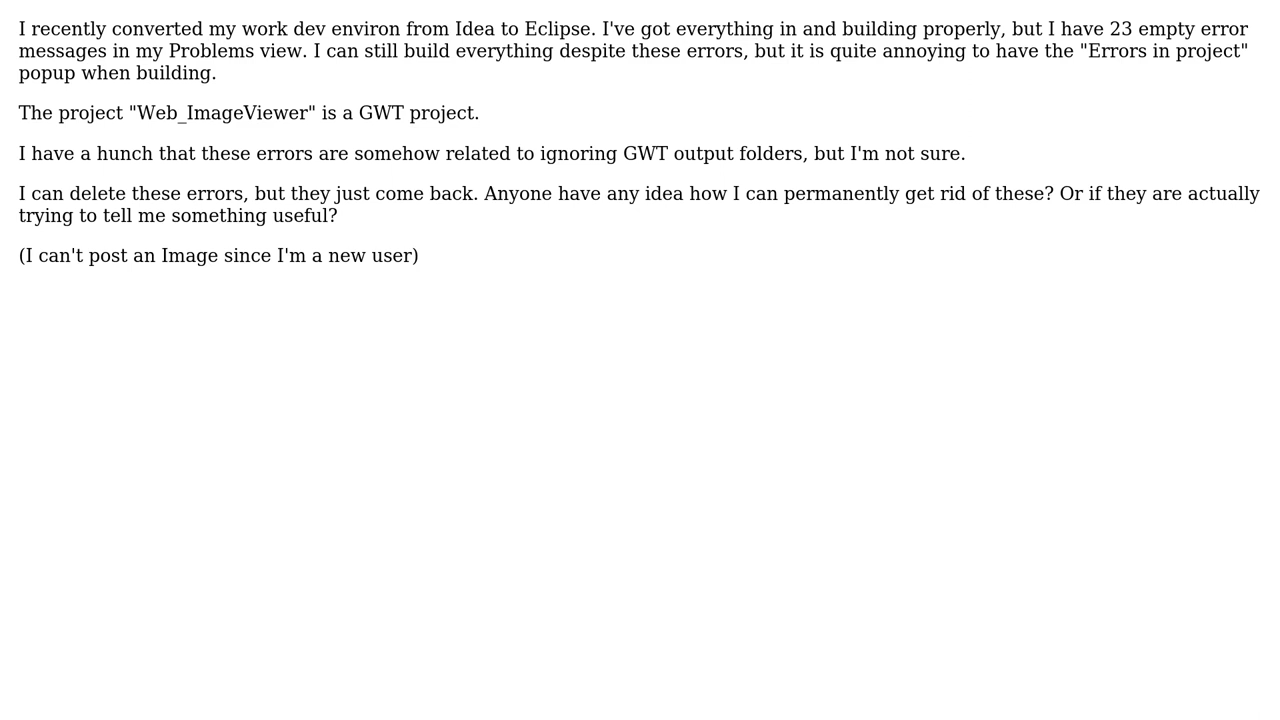 I recently converted my work dev environ from Idea to Eclipse. I've got everything in and building properly, but I have 23 empty error
messages in my Problems view. I can still build everything despite these errors, but it is quite annoying to have the "Errors in project"
popup when building.
The project "Web_ImageViewer" is a GWT project.
I have a hunch that these errors are somehow related to ignoring GWT output folders, but I'm not sure.
I can delete these errors, but they just come back. Anyone have any idea how I can permanently get rid of these? Or if they are actually
trying to tell me something useful?
(I can't post an Image since I'm a new user)